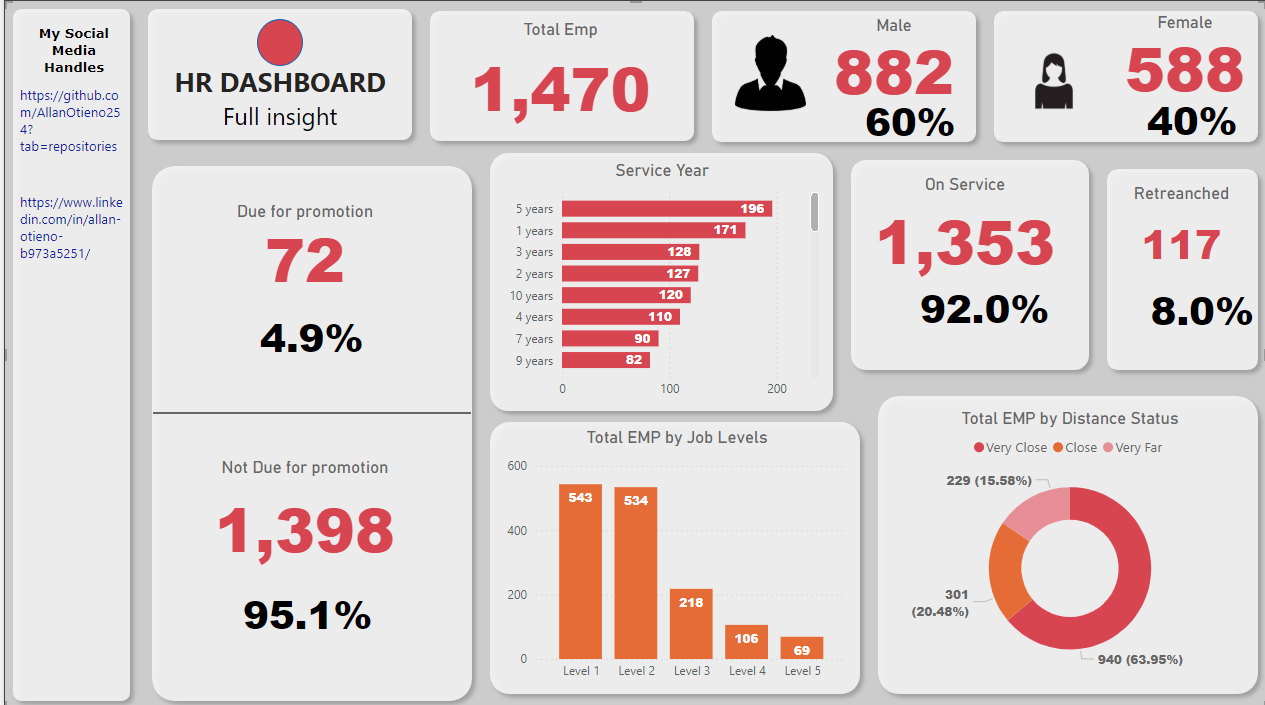 My Social
Media
Handles
https://github.co
m/AllanOtieno25
4?
tab=repositories
https://www.linke
din.com/in/allan-
otieno-
b973a5251/
HR DASHBOARD
Full insight
Total Emp
1,470
Male
882
60%
Female
588
40%
Due for promotion
72
4.9%
Not Due for promotion
1,398
95.1%
Service Year
5 years 196
1 years 171
3 years 128
2 years 127
10 years 120
4 years 110
7 years 90
9 years 82
0 100 200
On Service
1,353
92.0%
Retreanched
117
8.0%
Total EMP by Job Levels
600
400
200
0
543 534 218 106 69
Level 1 Level 2 Level 3 Level 4 Level 5
Total EMP by Distance Status
Very Close Close Very Far
229 (15.58%)
301
(20.48%)
940 (63.95%)